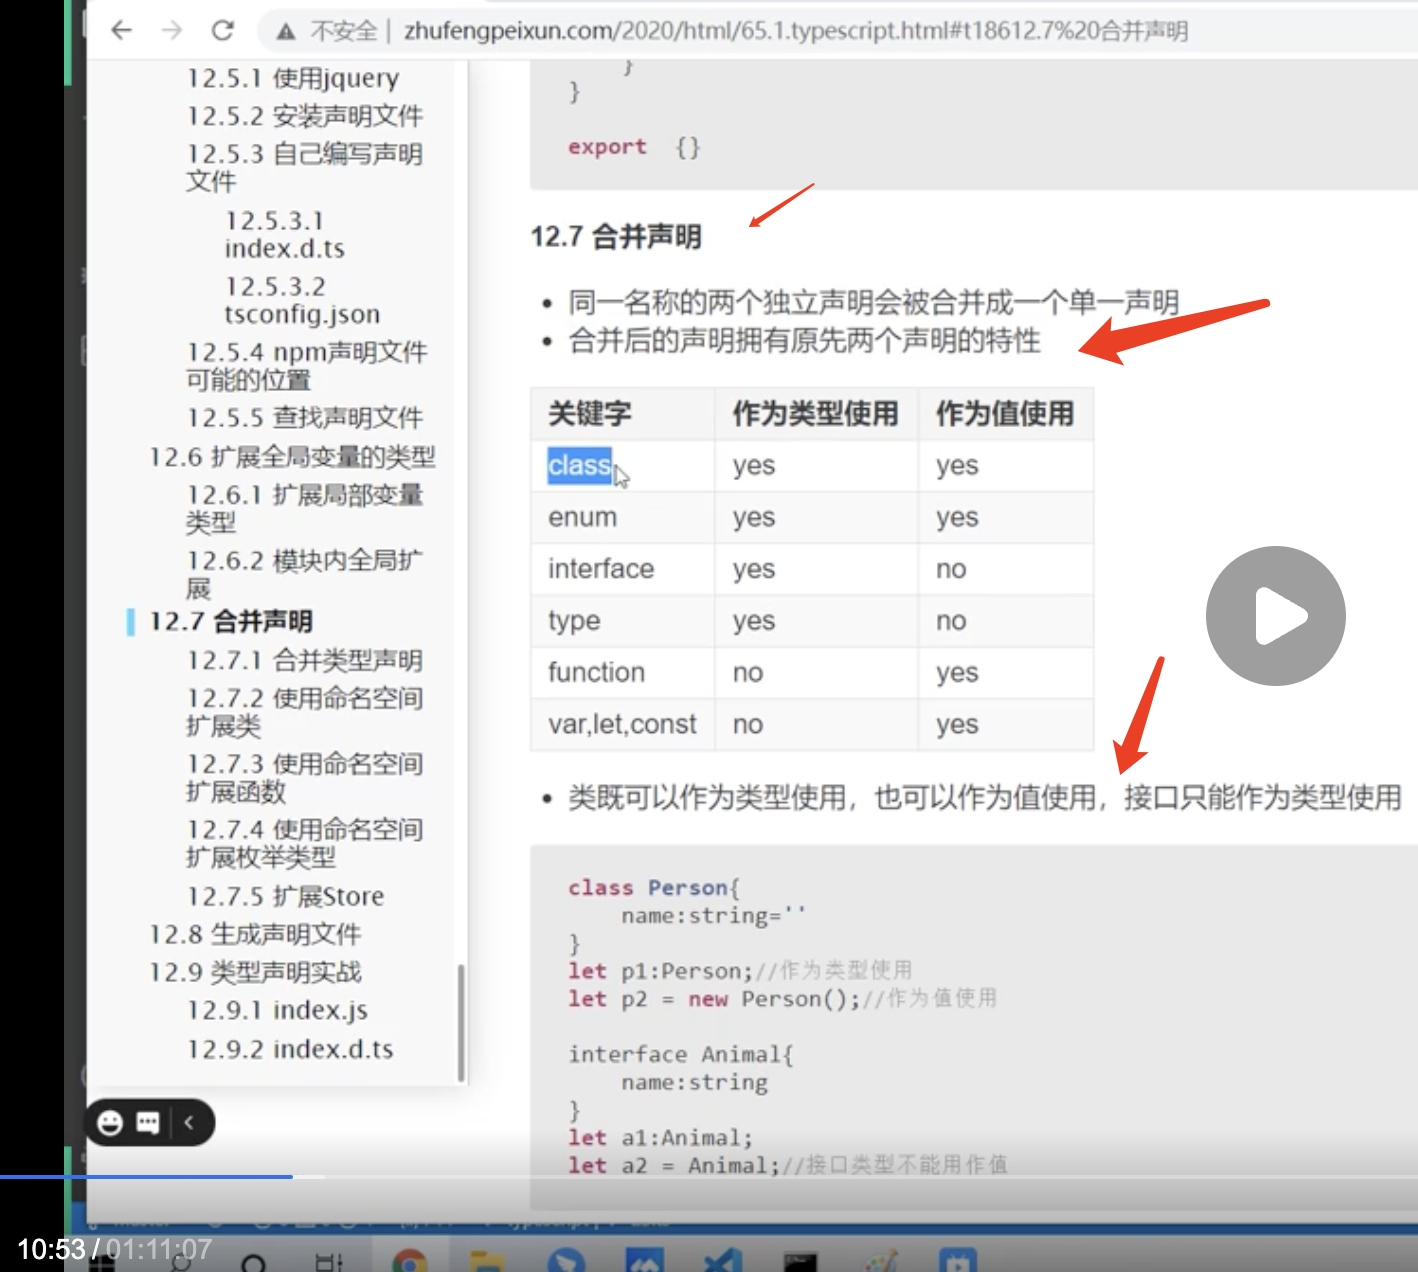 不安全 | zhufengpeixun.com/2020/html/65.1.typescript.html#t18612.7%20合并声明
12.5.1 使用jquery
12.5.2 安装声明文件
12.5.3 自己编写声明
文件
12.5.3.1
index.d.ts
12.5.3.2
tsconfig.json
12.5.4 npm声明文件
可能的位置
12.5.5 查找声明文件
12.6 扩展全局变量的类型
12.6.1 扩展局部变量
类型
12.6.2 模块内全局扩
展
12.7 合并声明
12.7.1 合并类型声明
12.7.2 使用命名空间
扩展类
12.7.3 使用命名空间
扩展函数
12.7.4 使用命名空间
扩展枚举类型
12.7.5 扩展Store
12.8 生成声明文件
12.9 类型声明实战
12.9.1 index.js
12.9.2 index.d.ts
}
}
export {}
12.7 合并声明
同一名称的两个独立声明会被合并成一个单一声明
合并后的声明拥有原先两个声明的特性
关键字 作为类型使用 作为值使用
class yes yes
enum yes yes
interface yes no
type yes no
function no yes
var,let,const no yes
类既可以作为类型使用，也可以作为值使用，接口只能作为类型使用
class Person{
name:string=''
}
let p1:Person;//作为类型使用
let p2 = new Person();//作为值使用
interface Animal{
name:string
}
let a1:Animal;
let a2 = Animal;//接口类型不能用作值
10:53 / 01:11:07